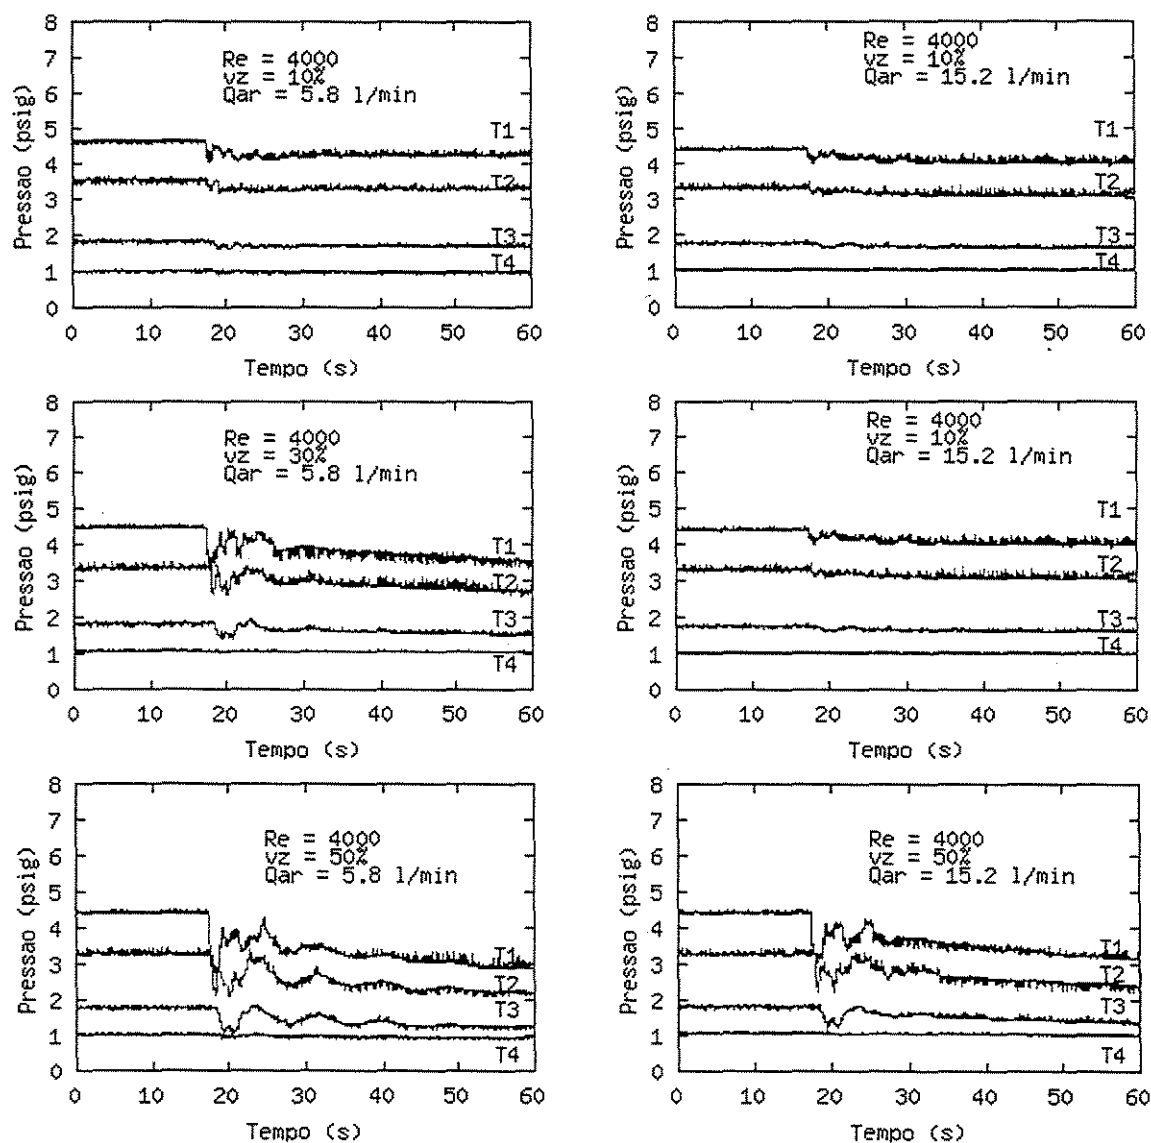 8
7
6
5
4
3
2
1
0
Pressao (psig)
Re = 4000
vz = 10%
Qar = 5.8 l/min
T1
T2
T3
T4
0 10 20 30 40 50 60
Tempo (s)
8
7
6
5
4
3
2
1
0
Pressao (psig)
Re = 4000
vz = 10%
Qar = 15.2 l/min
T1
T2
T3
T4
0 10 20 30 40 50 60
Tempo (s)
8
7
6
5
4
3
2
1
0
Pressao (psig)
Re = 4000
vz = 30%
Qar = 5.8 l/min
T1
T2
T3
T4
0 10 20 30 40 50 60
Tempo (s)
8
7
6
5
4
3
2
1
0
Pressao (psig)
Re = 4000
vz = 10%
Qar = 15.2 l/min
T1
T2
T3
T4
0 10 20 30 40 50 60
Tempo (s)
8
7
6
5
4
3
2
1
0
Pressao (psig)
Re = 4000
vz = 50%
Qar = 5.8 l/min
T1
T2
T3
T4
0 10 20 30 40 50 60
Tempo (s)
8
7
6
5
4
3
2
1
0
Pressao (psig)
Re = 4000
vz = 50%
Qar = 15.2 l/min
T1
T2
T3
T4
0 10 20 30 40 50 60
Tempo (s)